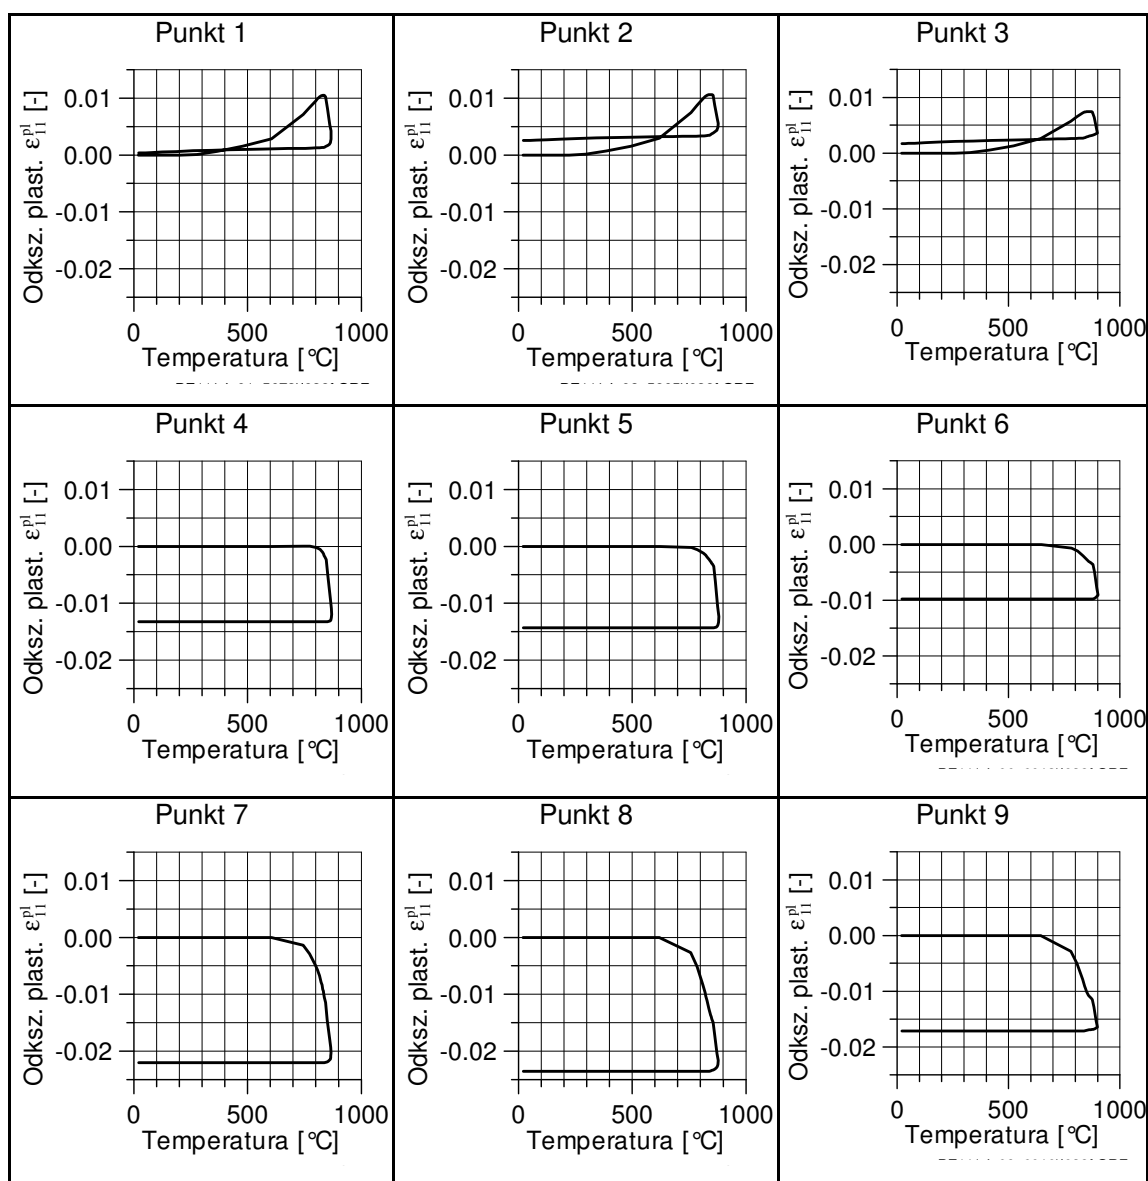 Punkt 1
Odksz. plast. ε₁₁ᵖˡ [-]
0.01
0.00
-0.01
-0.02
0 500 1000
Temperatura [°C]
Punkt 2
Odksz. plast. ε₁₁ᵖˡ [-]
0.01
0.00
-0.01
-0.02
0 500 1000
Temperatura [°C]
Punkt 3
Odksz. plast. ε₁₁ᵖˡ [-]
0.01
0.00
-0.01
-0.02
0 500 1000
Temperatura [°C]
Punkt 4
Odksz. plast. ε₁₁ᵖˡ [-]
0.01
0.00
-0.01
-0.02
0 500 1000
Temperatura [°C]
Punkt 5
Odksz. plast. ε₁₁ᵖˡ [-]
0.01
0.00
-0.01
-0.02
0 500 1000
Temperatura [°C]
Punkt 6
Odksz. plast. ε₁₁ᵖˡ [-]
0.01
0.00
-0.01
-0.02
0 500 1000
Temperatura [°C]
Punkt 7
Odksz. plast. ε₁₁ᵖˡ [-]
0.01
0.00
-0.01
-0.02
0 500 1000
Temperatura [°C]
Punkt 8
Odksz. plast. ε₁₁ᵖˡ [-]
0.01
0.00
-0.01
-0.02
0 500 1000
Temperatura [°C]
Punkt 9
Odksz. plast. ε₁₁ᵖˡ [-]
0.01
0.00
-0.01
-0.02
0 500 1000
Temperatura [°C]